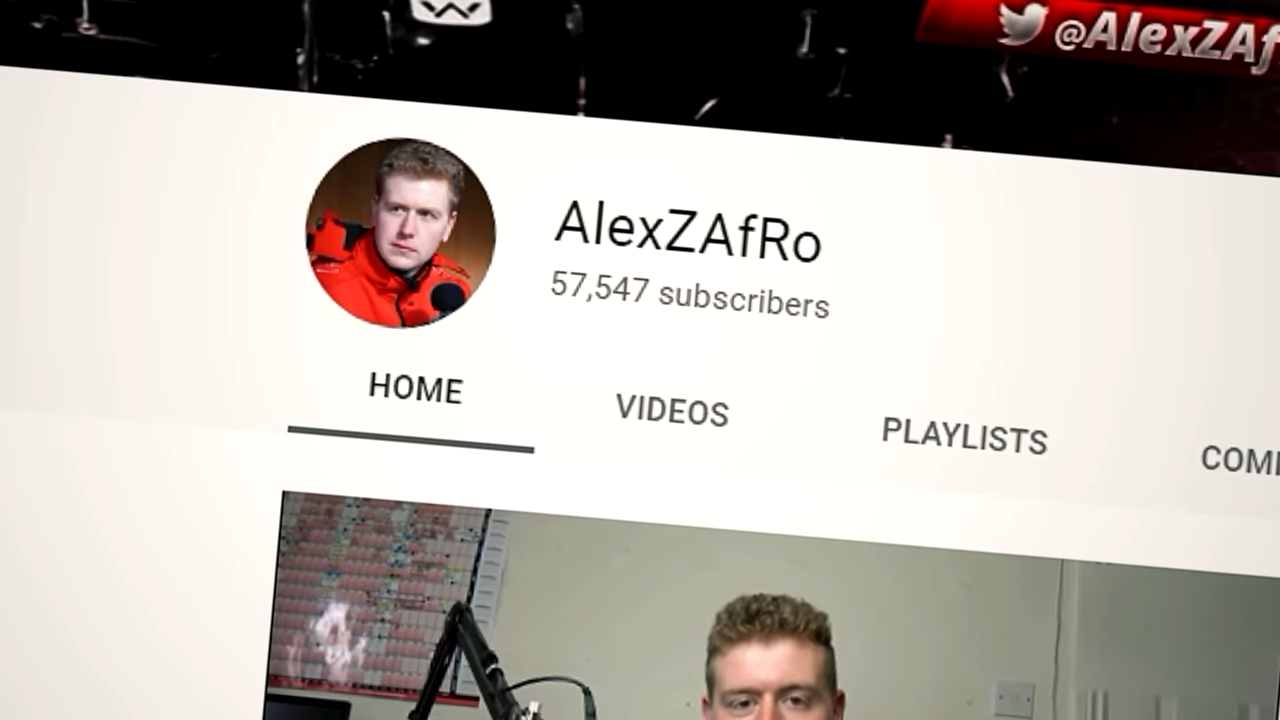 @AlexZAf
AlexZAfRo
57,547 subscribers
HOME
VIDEOS
PLAYLISTS
COM